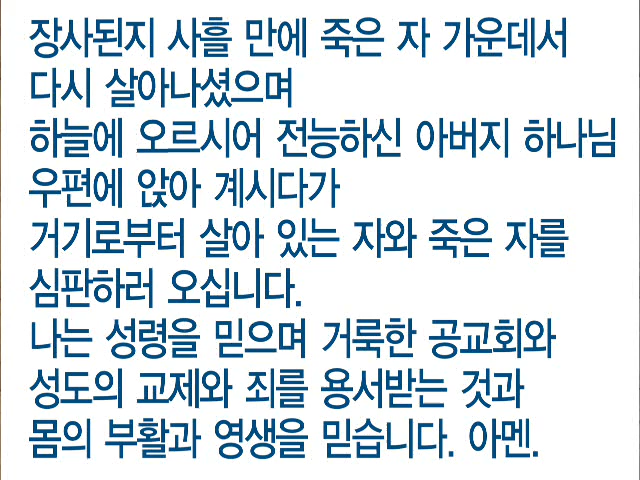 장사된지 사흘 만에 죽은 자 가운데서
다시 살아나셨으며
하늘에 오르시어 전능하신 아버지 하나님
우편에 앉아 계시다가
거기로부터 살아 있는 자와 죽은 자를
심판하러 오십니다.
나는 성령을 믿으며 거룩한 공교회와
성도의 교제와 죄를 용서받는 것과
몸의 부활과 영생을 믿습니다. 아멘.